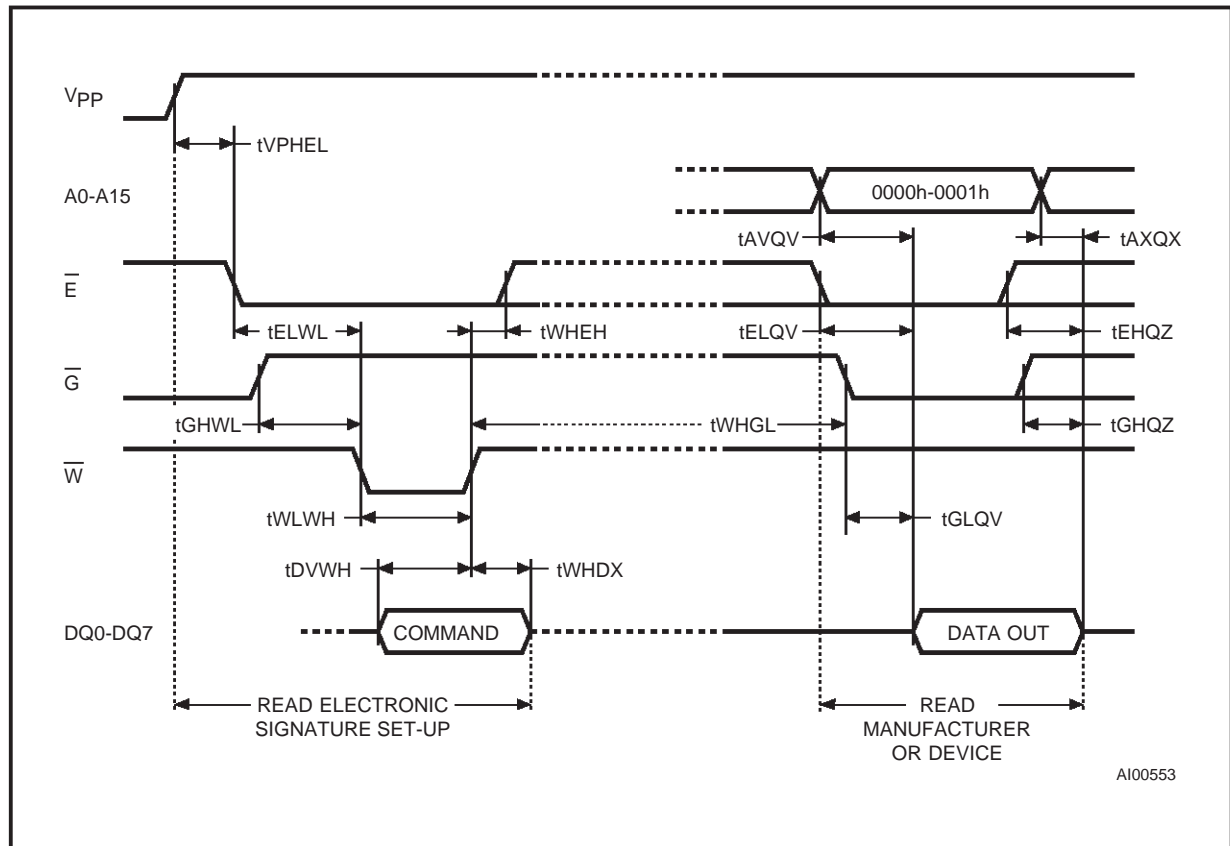 VPP
tVPHEL
A0-A15
0000h-0001h
tAVQV
tAXQX
E
tELWL
tWHEH
tELQV
tEHQZ
G
tGHWL
tWHGL
tGHQZ
W
tWLWH
tGLQV
tDVWH
tWHDX
DQ0-DQ7
COMMAND
DATA OUT
READ ELECTRONIC
SIGNATURE SET-UP
READ
MANUFACTURER
OR DEVICE
AI00553